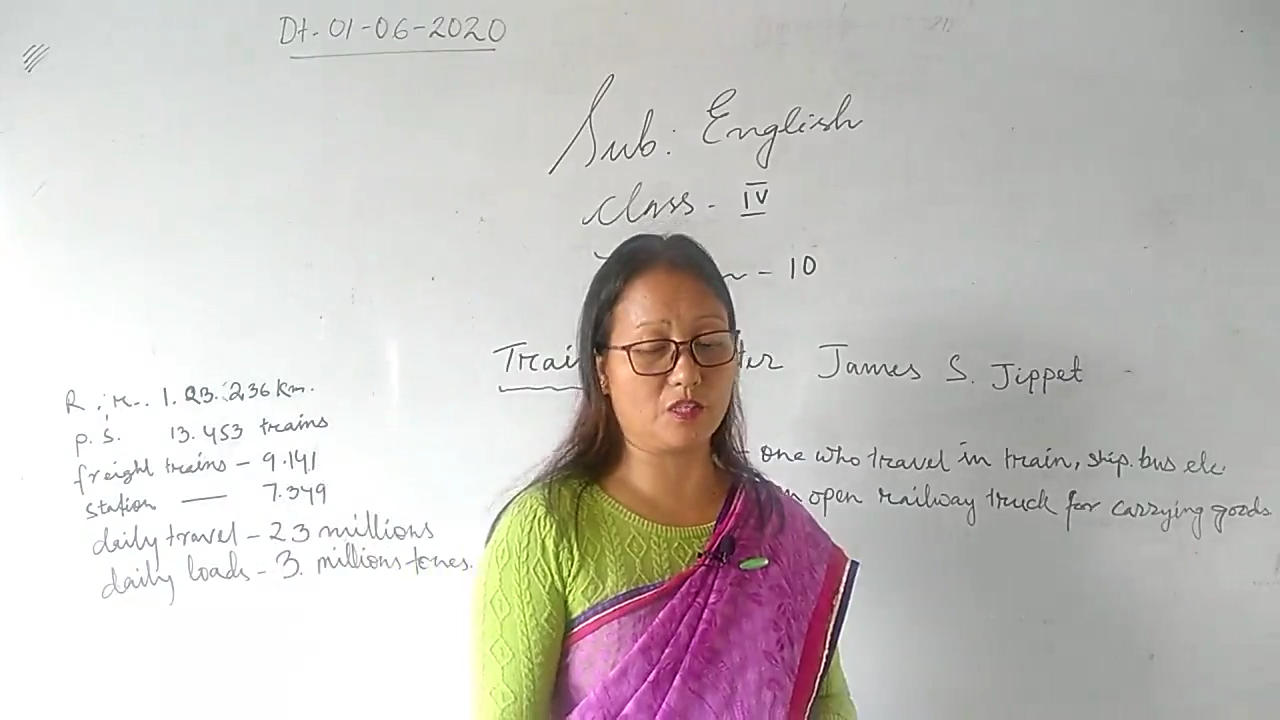 Dt. 01-06-2020
Sub: English
Class - IV
- 10
Trai ter James S. Jippet
one who travel in train, ship. bus etc.
n open railway truck for carrying goods
R. r.. 1. 23. 236 km.
p. s. 13. 453 trains
freight trains - 9.141
station — 7.349
daily travel - 23 millions
daily loads - 3. millions tones.